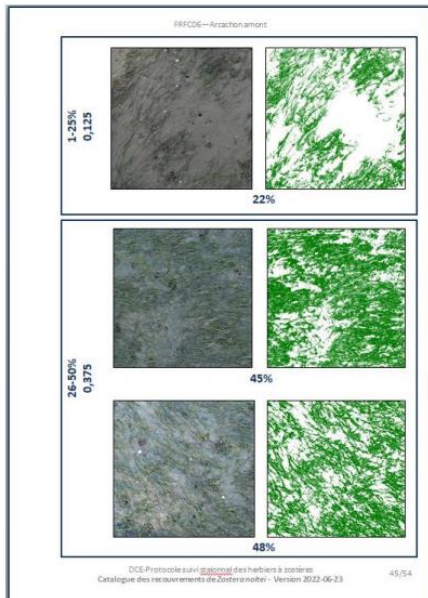 FRFC06—Arcachon amont
1-25%
0,125
22%
26-50%
0,375
45%
48%
DCE-Protocole suivi stationnel des herbiers à zostères
Catalogue des recouvrements de Zostera noltei - Version 2022-06-23
45/54